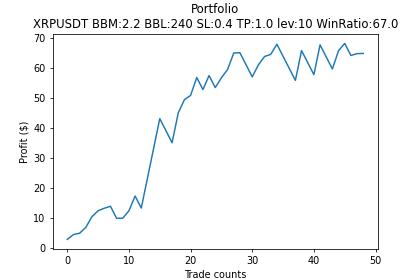 Portfolio
XRPUSDT BBM:2.2 BBL:240 SL:0.4 TP:1.0 lev:10 WinRatio:67.0
70
60
50
40
30
20
10
0
Profit ($)
0 10 20 30 40 50
Trade counts